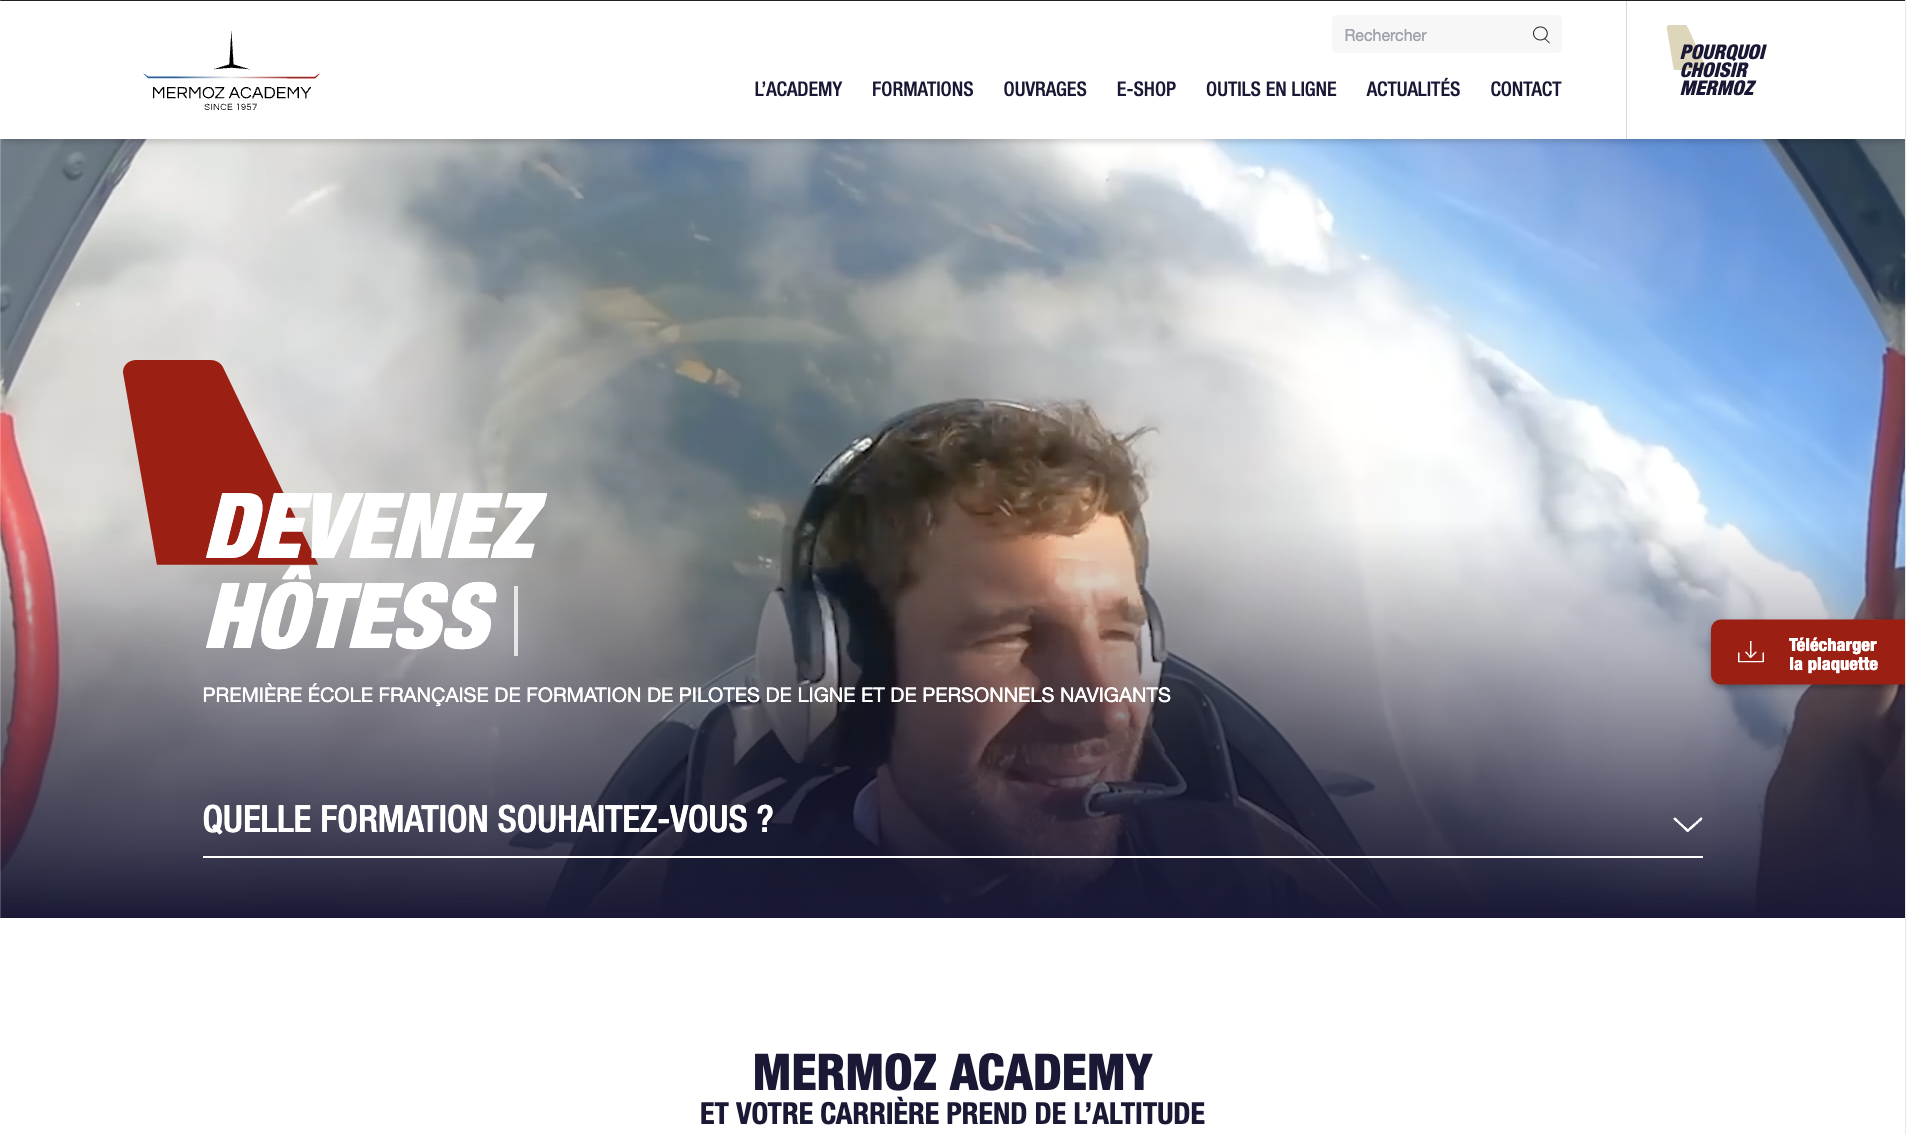 MERMOZ ACADEMY
SINCE 1957
Rechercher
L’ACADEMY FORMATIONS OUVRAGES E-SHOP OUTILS EN LIGNE ACTUALITÉS CONTACT
POURQUOI
CHOISIR
MERMOZ
DEVENEZ
HÔTESS
PREMIÈRE ÉCOLE FRANÇAISE DE FORMATION DE PILOTES DE LIGNE ET DE PERSONNELS NAVIGANTS
Télécharger
la plaquette
QUELLE FORMATION SOUHAITEZ-VOUS ?
MERMOZ ACADEMY
ET VOTRE CARRIÈRE PREND DE L’ALTITUDE